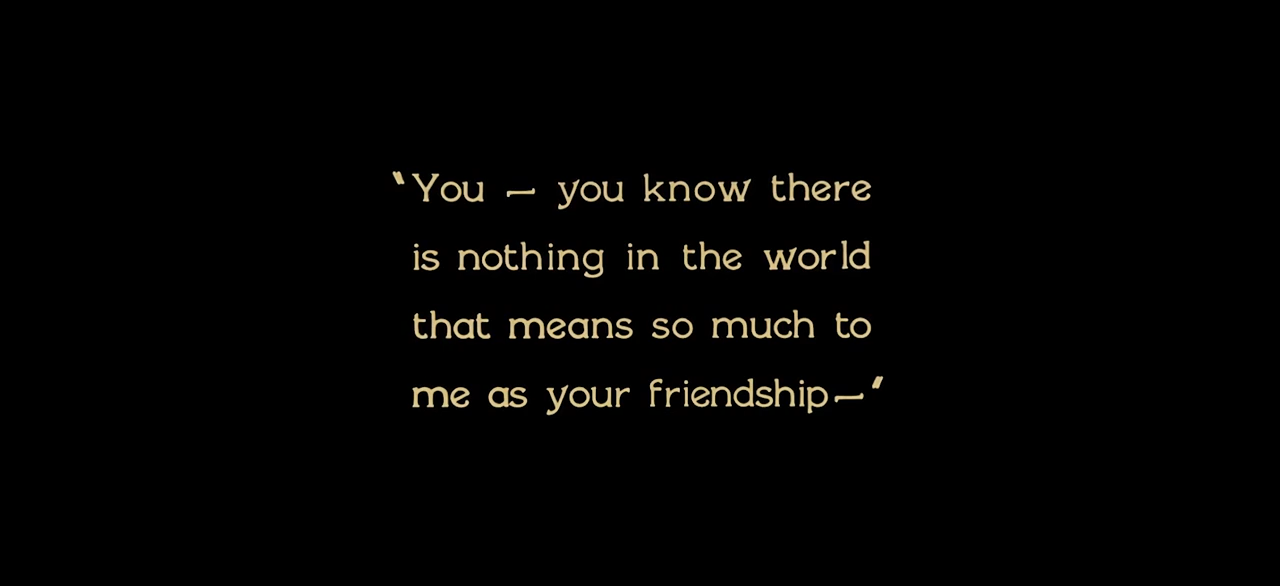 ‟You — you know there
is nothing in the world
that means so much to
me as your friendship—”